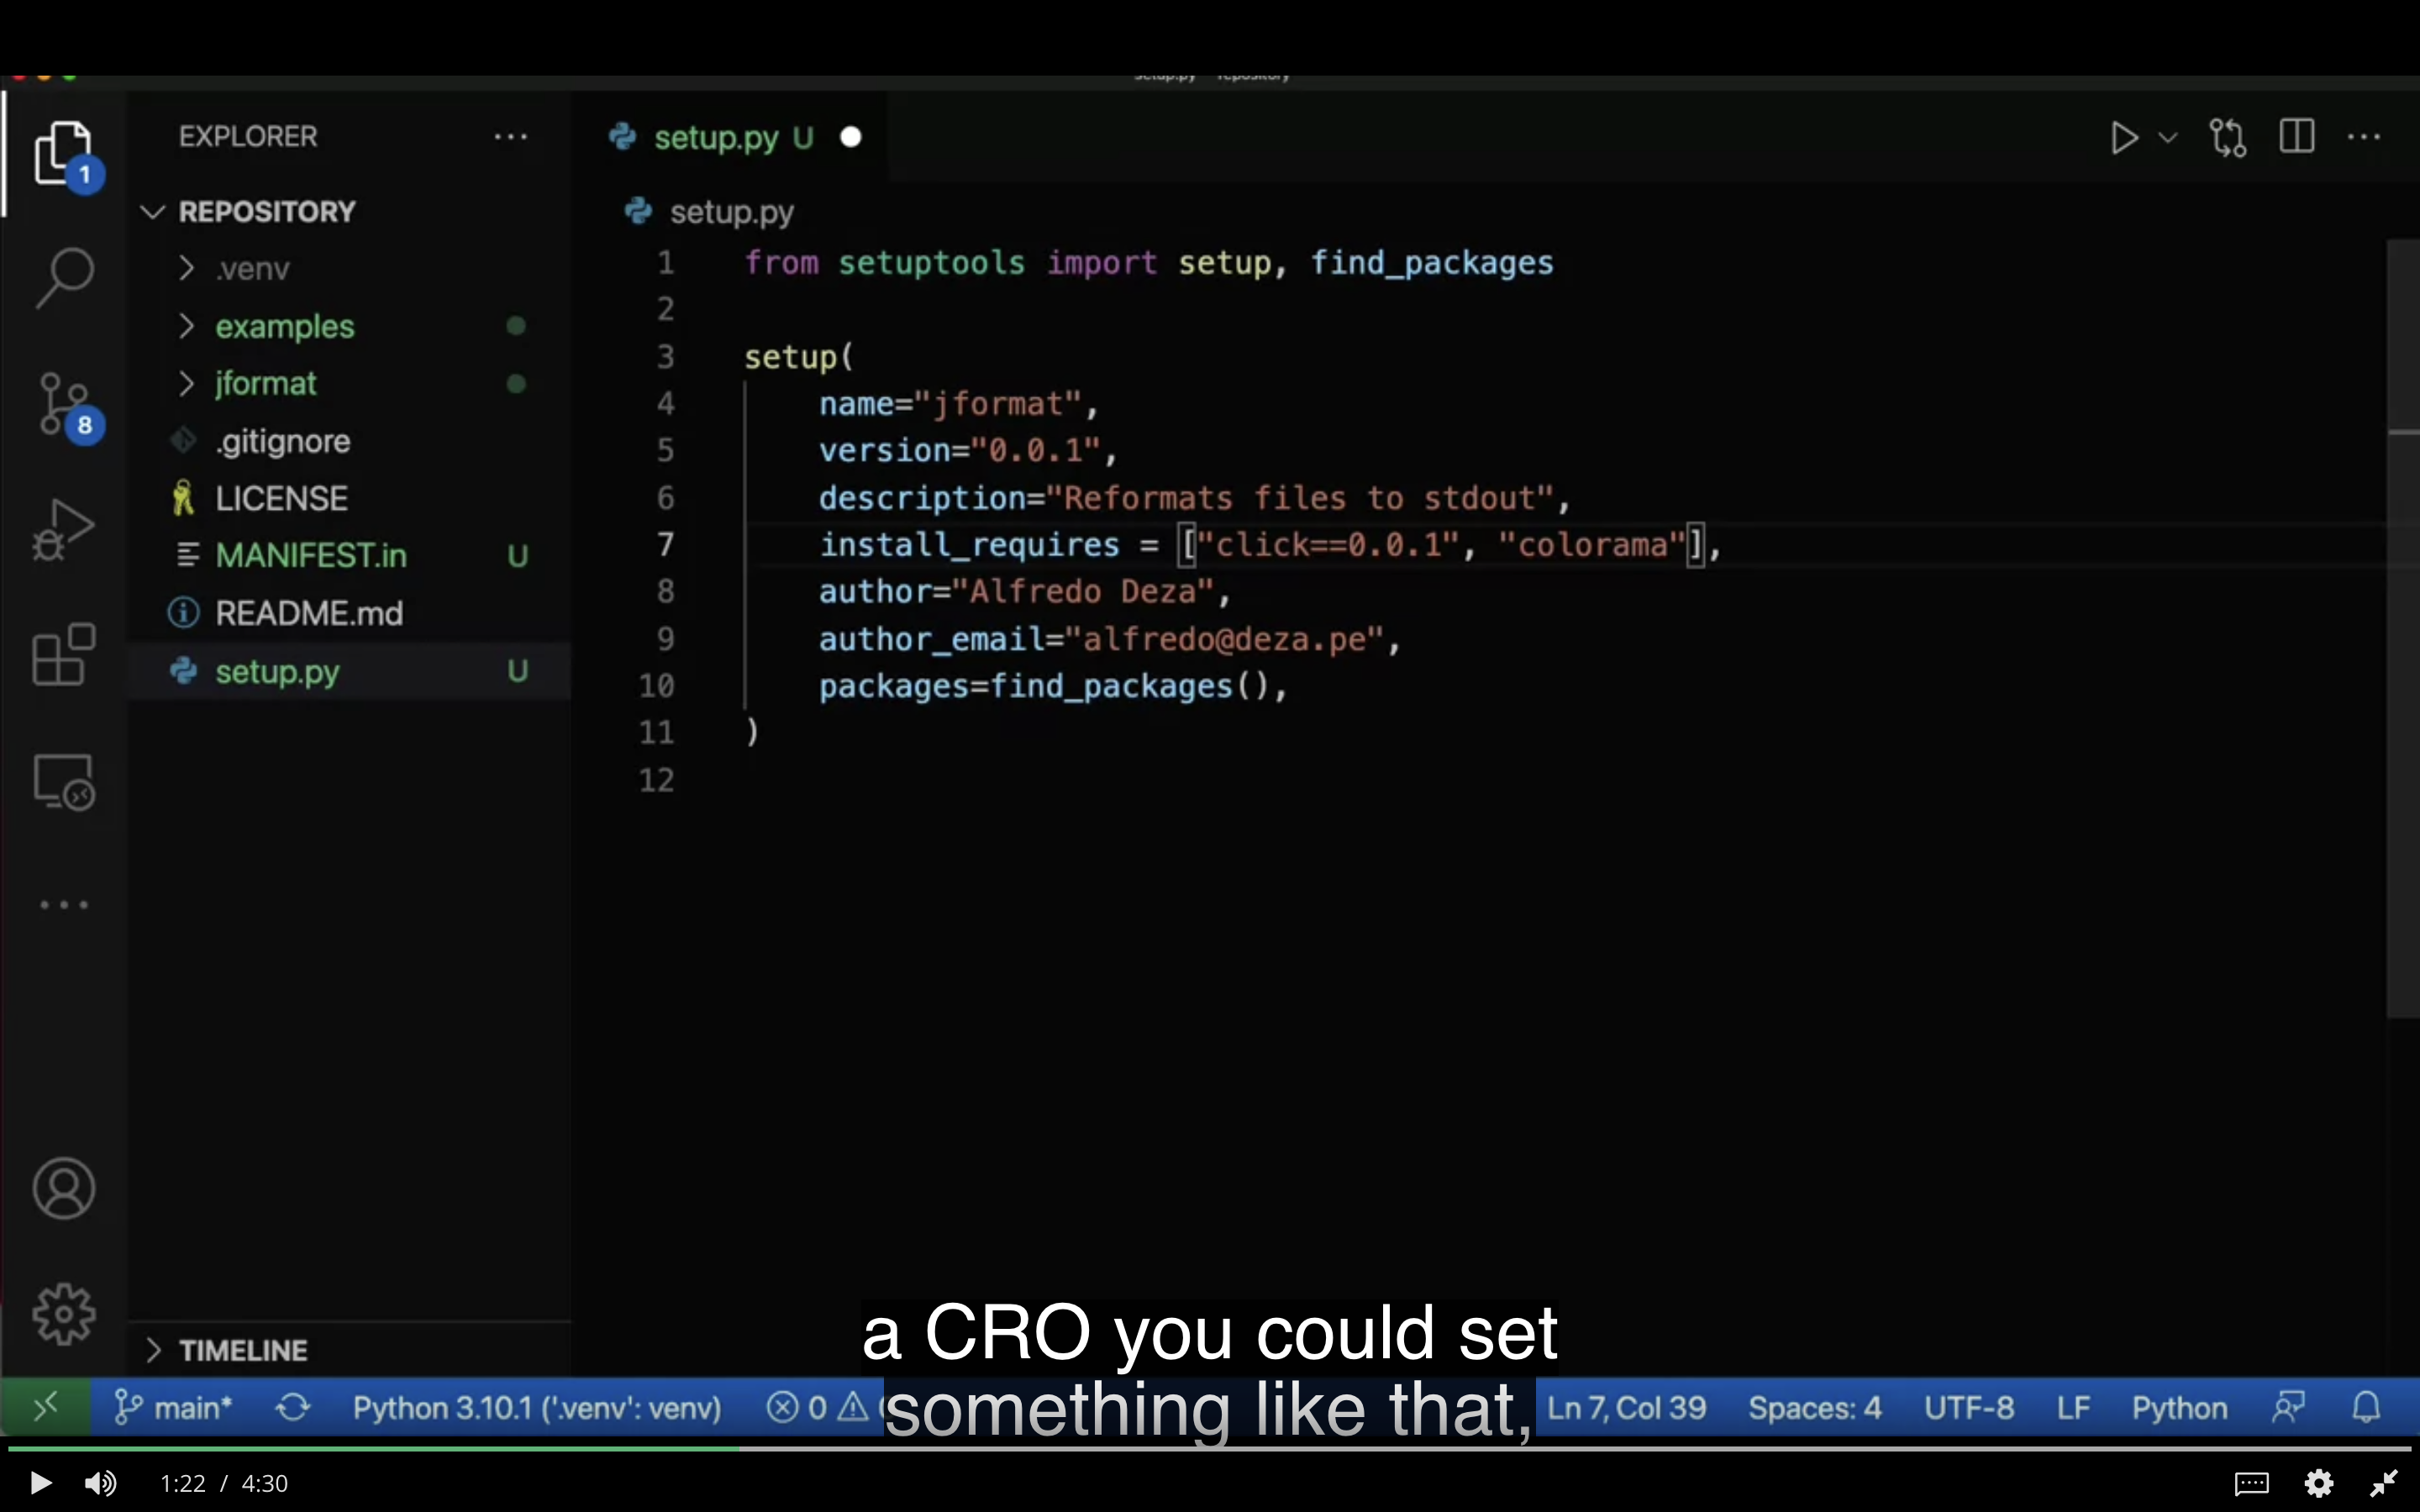 setup.py repository
EXPLORER
setup.py U
1
REPOSITORY
setup.py
.venv
examples
jformat
8
.gitignore
LICENSE
MANIFEST.in U
README.md
setup.py U
1 from setuptools import setup, find_packages
2
3 setup(
4 name="jformat",
5 version="0.0.1",
6 description="Reformats files to stdout",
7 install_requires = ["click==0.0.1", "colorama"],
8 author="Alfredo Deza",
9 author_email="alfredo@deza.pe",
10 packages=find_packages(),
11 )
12
TIMELINE
a CRO you could set
something like that,
main* Python 3.10.1 ('.venv': venv) 0 Ln 7, Col 39 Spaces: 4 UTF-8 LF Python
1:22 / 4:30